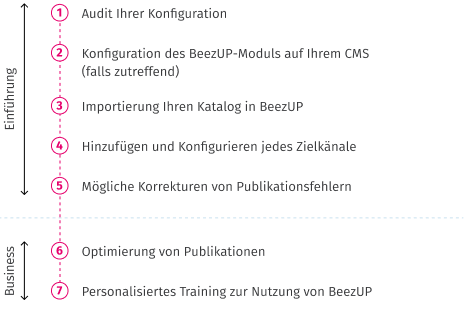 Einführung
1 Audit Ihrer Konfiguration
2 Konfiguration des BeezUP-Moduls auf Ihrem CMS
(falls zutreffend)
3 Importierung Ihren Katalog in BeezUP
4 Hinzufügen und Konfigurieren jedes Zielkänale
5 Mögliche Korrekturen von Publikationsfehlern
Business
6 Optimierung von Publikationen
7 Personalisiertes Training zur Nutzung von BeezUP